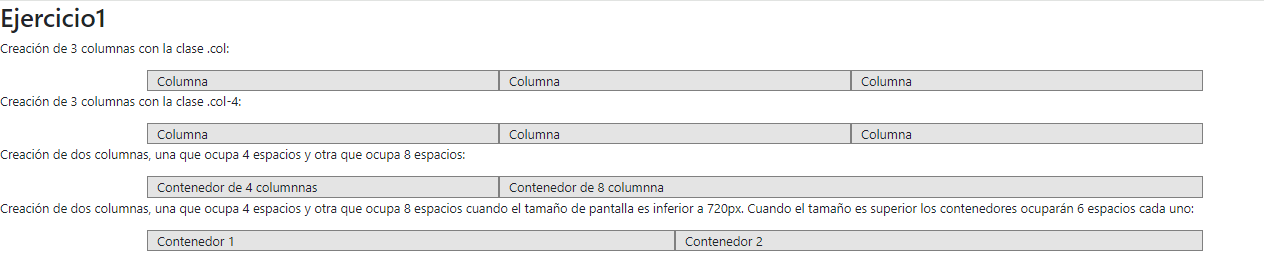 Ejercicio1
Creación de 3 columnas con la clase .col:
Columna Columna Columna
Creación de 3 columnas con la clase .col-4:
Columna Columna Columna
Creación de dos columnas, una que ocupa 4 espacios y otra que ocupa 8 espacios:
Contenedor de 4 columnnas Contenedor de 8 columnna
Creación de dos columnas, una que ocupa 4 espacios y otra que ocupa 8 espacios cuando el tamaño de pantalla es inferior a 720px. Cuando el tamaño es superior los contenedores ocuparán 6 espacios cada uno:
Contenedor 1 Contenedor 2